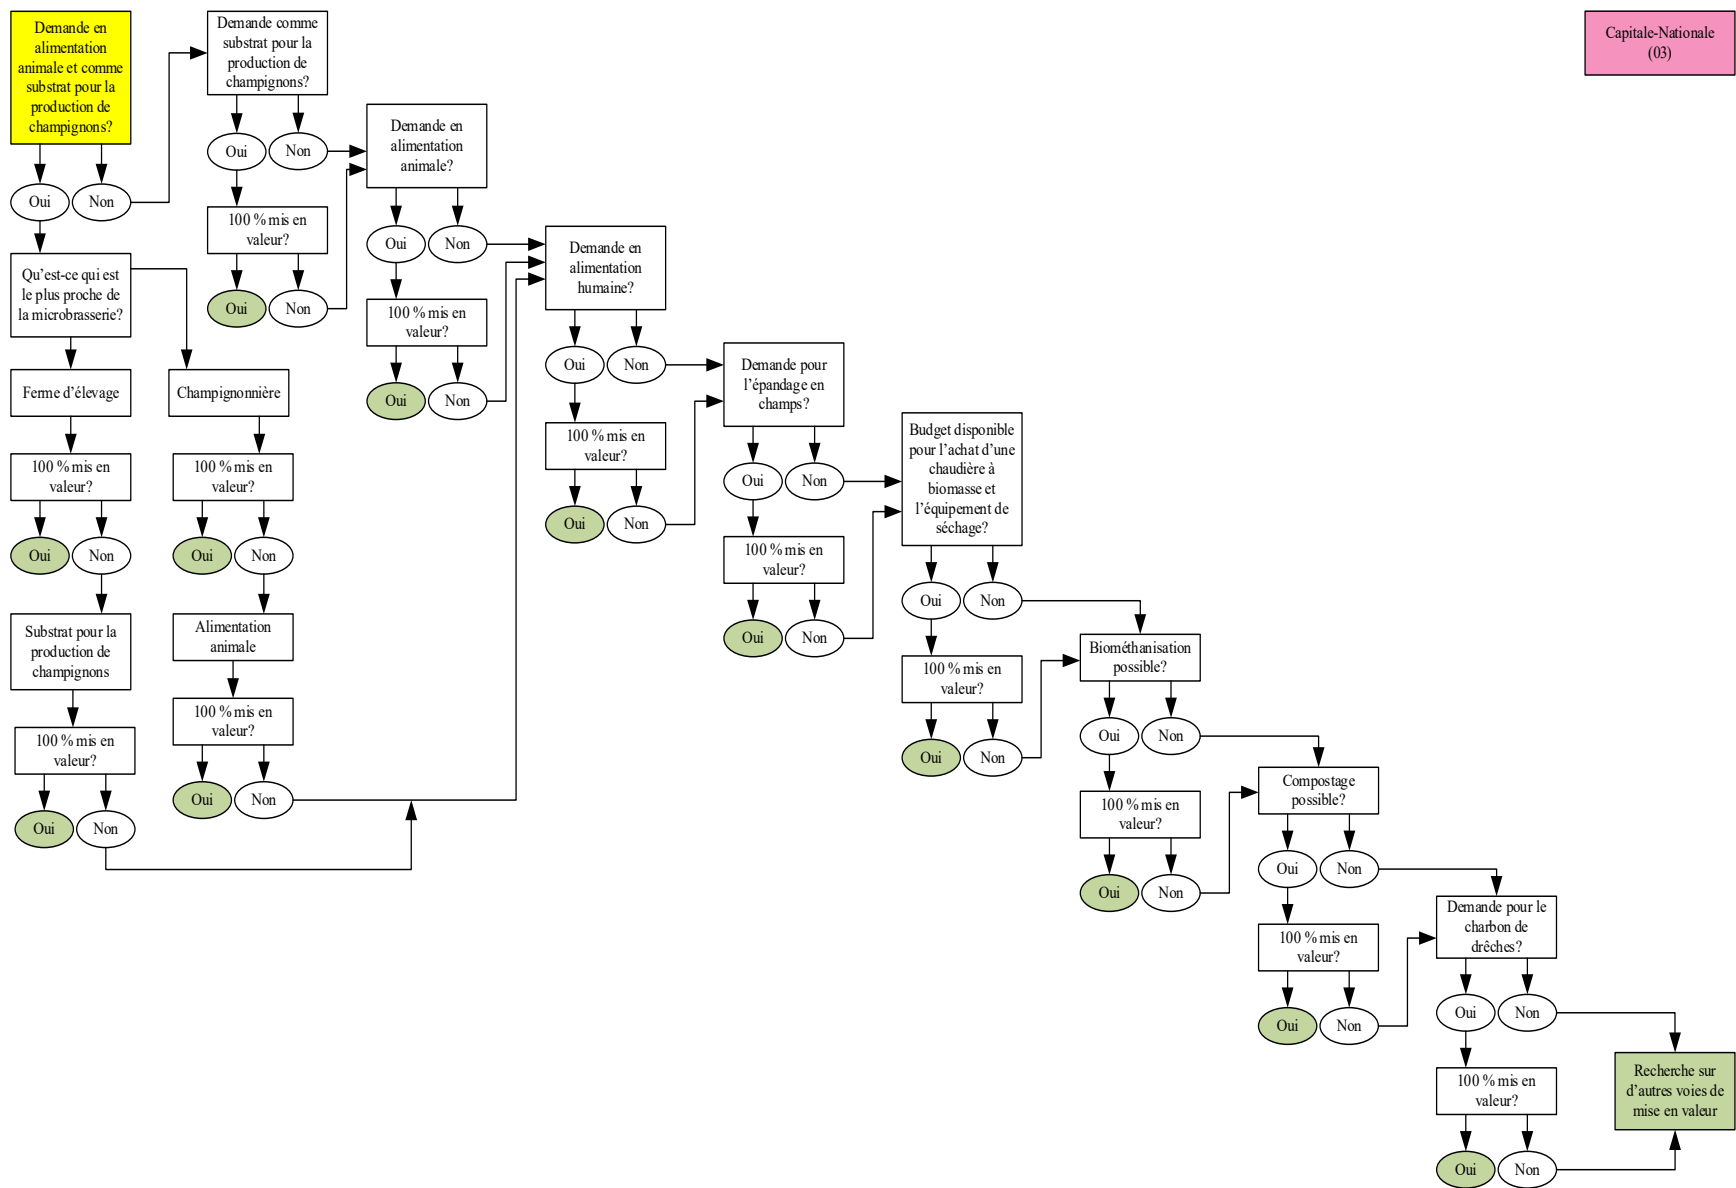 Demande en
alimentation
animale et comme
substrat pour la
production de
champignons?
Oui
Non
Qu'est-ce qui est
le plus proche de
la microbrasserie?
Ferme d'élevage
100 % mis en
valeur?
Oui
Non
Substrat pour la
production de
champignons
100 % mis en
valeur?
Oui
Non
Champignonnière
100 % mis en
valeur?
Oui
Non
Alimentation
animale
100 % mis en
valeur?
Oui
Non
Demande comme
substrat pour la
production de
champignons?
Oui
Non
100 % mis en
valeur?
Oui
Non
Demande en
alimentation
animale?
Oui
Non
100 % mis en
valeur?
Oui
Non
Demande en
alimentation
humaine?
Oui
Non
100 % mis en
valeur?
Oui
Non
Demande pour
l'épandage en
champs?
Oui
Non
100 % mis en
valeur?
Oui
Non
Budget disponible
pour l'achat d'une
chaudière à
biomasse et
l'équipement de
séchage?
Oui
Non
100 % mis en
valeur?
Oui
Non
Biométhanisation
possible?
Oui
Non
100 % mis en
valeur?
Oui
Non
Compostage
possible?
Oui
Non
100 % mis en
valeur?
Oui
Non
Demande pour le
charbon de
drêches?
Oui
Non
100 % mis en
valeur?
Oui
Non
Recherche sur
d'autres voies de
mise en valeur
Capitale-Nationale
(03)